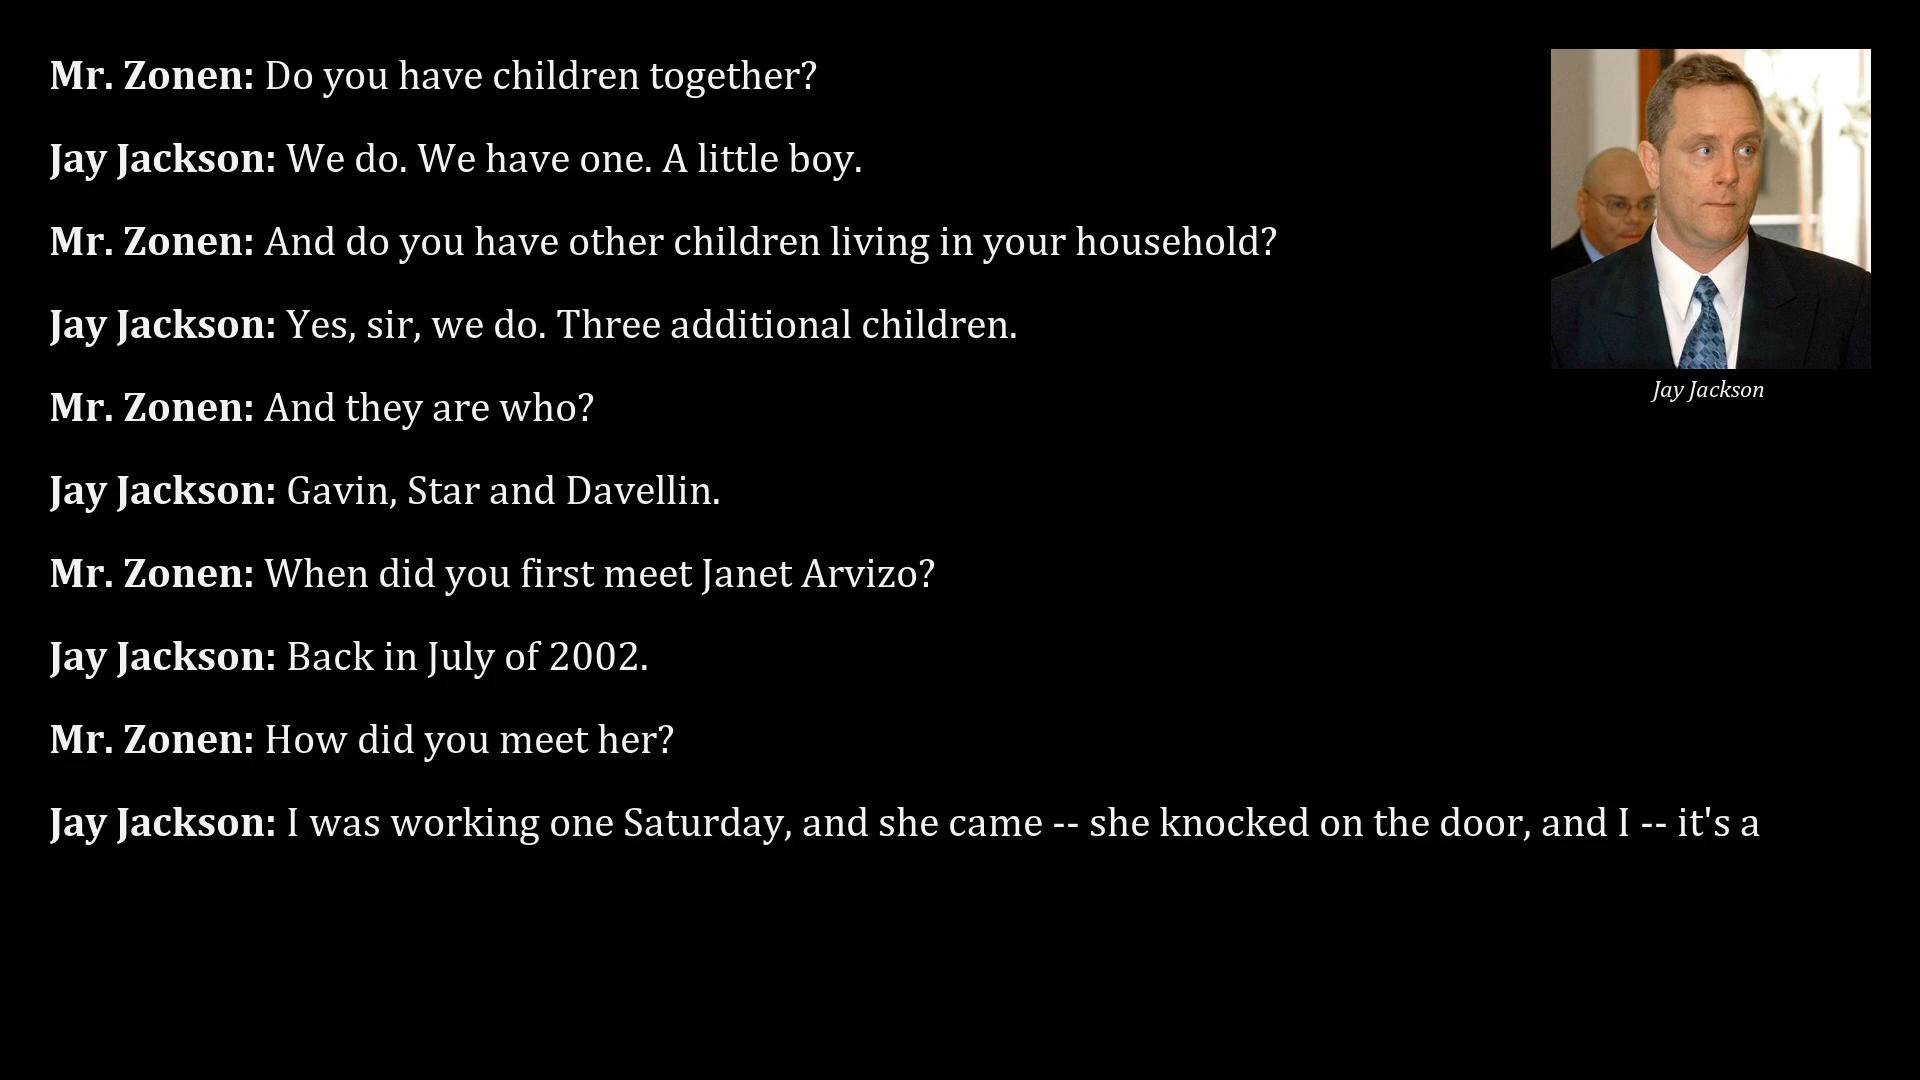 Mr. Zonen: Do you have children together?
Jay Jackson: We do. We have one. A little boy.
Mr. Zonen: And do you have other children living in your household?
Jay Jackson: Yes, sir, we do. Three additional children.
Mr. Zonen: And they are who?
Jay Jackson: Gavin, Star and Davellin.
Mr. Zonen: When did you first meet Janet Arvizo?
Jay Jackson: Back in July of 2002.
Mr. Zonen: How did you meet her?
Jay Jackson: I was working one Saturday, and she came -- she knocked on the door, and I -- it's a
Jay Jackson